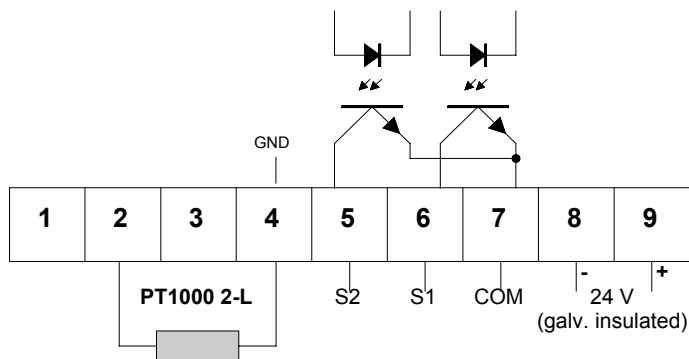 GND
1 2 3 4 5 6 7 8 9
- +
PT1000 2-L S2 S1 COM 24 V
(galv. insulated)